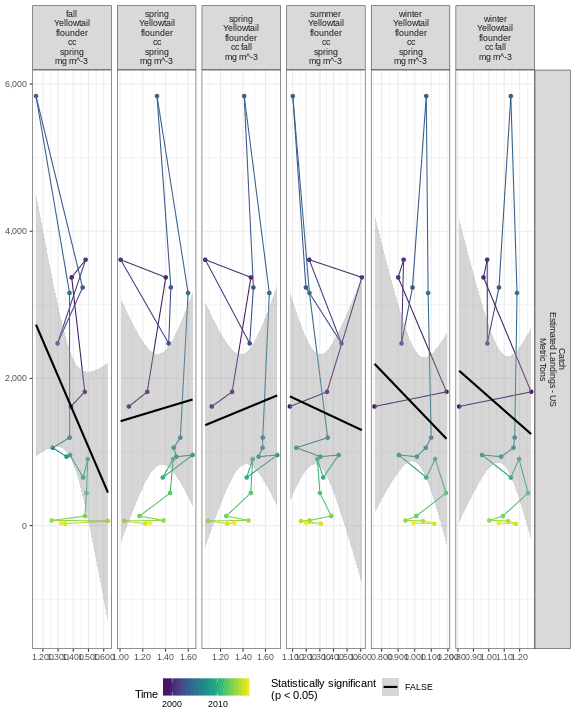 fall
Yellowtail
flounder
cc
spring
mg m^-3
spring
Yellowtail
flounder
cc
spring
mg m^-3
spring
Yellowtail
flounder
cc fall
mg m^-3
summer
Yellowtail
flounder
cc
spring
mg m^-3
winter
Yellowtail
flounder
cc
spring
mg m^-3
winter
Yellowtail
flounder
cc fall
mg m^-3
6,000
4,000
2,000
0
Catch
Estimated Landings - US
Metric Tons
1.00 1.20 1.40 1.60
1.20 1.40 1.60
0.90 1.00 1.10 1.20
Time
2000 2010
Statistically significant
(p < 0.05)
FALSE